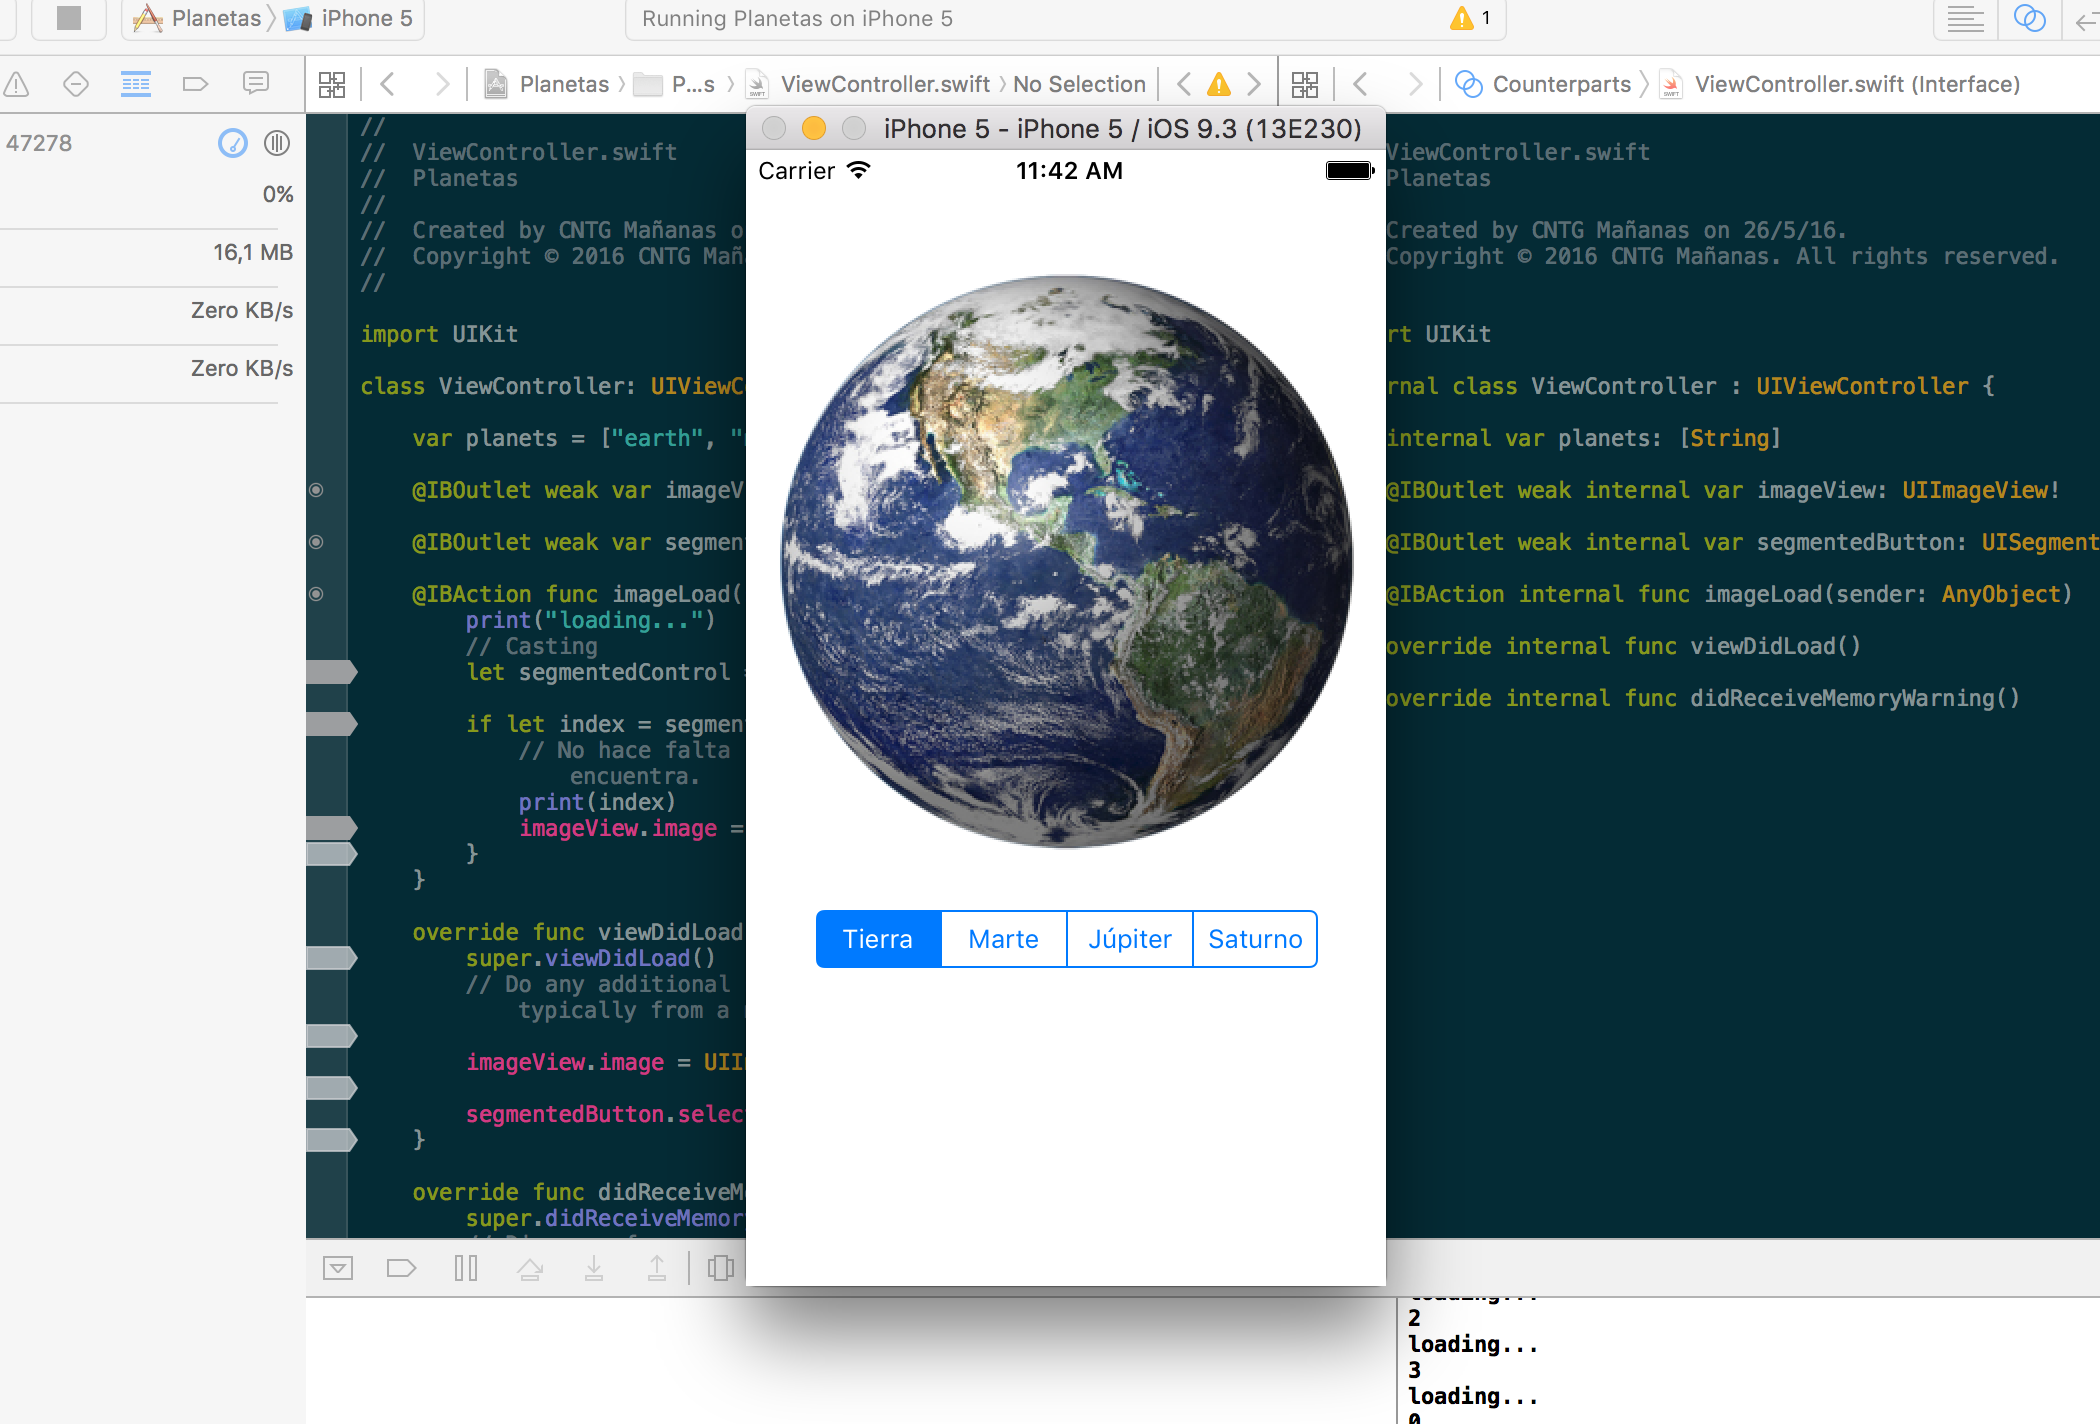 Planetas 〉 iPhone 5
Running Planetas on iPhone 5
1
Planetas 〉 P...s 〉 ViewController.swift 〉 No Selection
Counterparts 〉 ViewController.swift (Interface)
47278
0%
16,1 MB
Zero KB/s
Zero KB/s
//
//  ViewController.swift
//  Planetas
//
//  Created by CNTG Mañanas
//  Copyright © 2016 CNTG
//
import UIKit
class ViewController:
var planets = ["earth", "
@IBOutlet weak var
@IBOutlet weak var
@IBAction func imageLoad(
print("loading...")
// Casting
let segmentedControl
if let index =
// No hace falta
encuentra.
print(index)
imageView.image =
}
}
override func viewDidLoad
super.viewDidLoad()
// Do any additional
typically from a
imageView.image =
segmentedButton.selec
}
override func
super.
iPhone 5 - iPhone 5 / iOS 9.3 (13E230)
Carrier 11:42 AM
Tierra Marte Júpiter Saturno
ViewController.swift
Planetas
Created by CNTG Mañanas on 26/5/16.
Copyright © 2016 CNTG Mañanas. All rights reserved.
rt UIKit
rnal class ViewController : UIViewController {
internal var planets: [String]
@IBOutlet weak internal var imageView: UIImageView!
@IBOutlet weak internal var segmentedButton: UISegment
@IBAction internal func imageLoad(sender: AnyObject)
override internal func viewDidLoad()
override internal func didReceiveMemoryWarning()
loading...
2
loading...
3
loading...
0